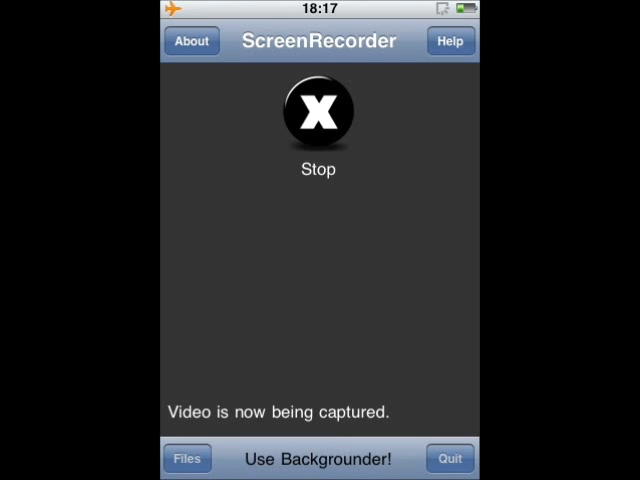 18:17
About
ScreenRecorder
Help
X
Stop
Video is now being captured.
Files
Use Backgrounder!
Quit